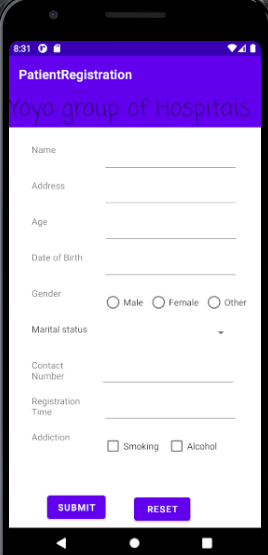 8:31
PatientRegistration
Yoyo group of Hospitals
Name
Address
Age
Date of Birth
Gender
Male Female Other
Marital status
Contact
Number
Registration
Time
Addiction
Smoking Alcohol
SUBMIT RESET